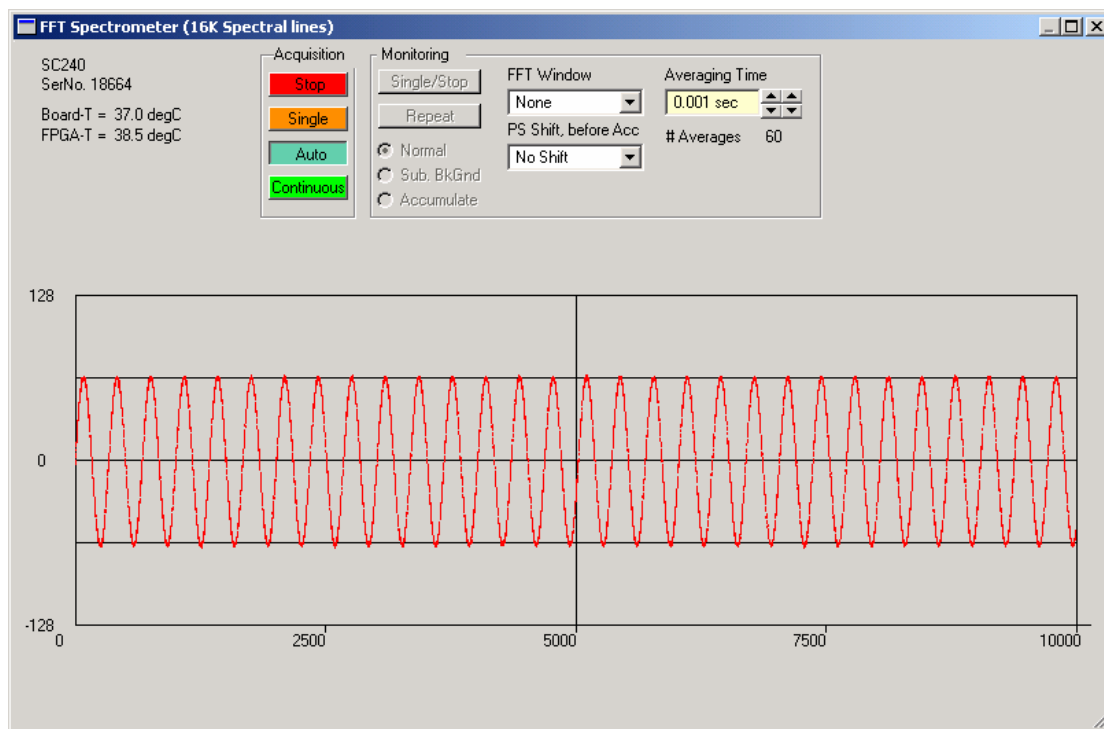 FFT Spectrometer (16K Spectral lines)
SC240
SerNo. 18664
Board-T = 37.0 degC
FPGA-T = 38.5 degC
Acquisition
Stop
Single
Auto
Continuous
Monitoring
Single/Stop
Repeat
Normal
Sub. BkGnd
Accumulate
FFT Window
None
PS Shift, before Acc
No Shift
Averaging Time
0.001 sec
# Averages 60
128
0
-128
0 2500 5000 7500 10000